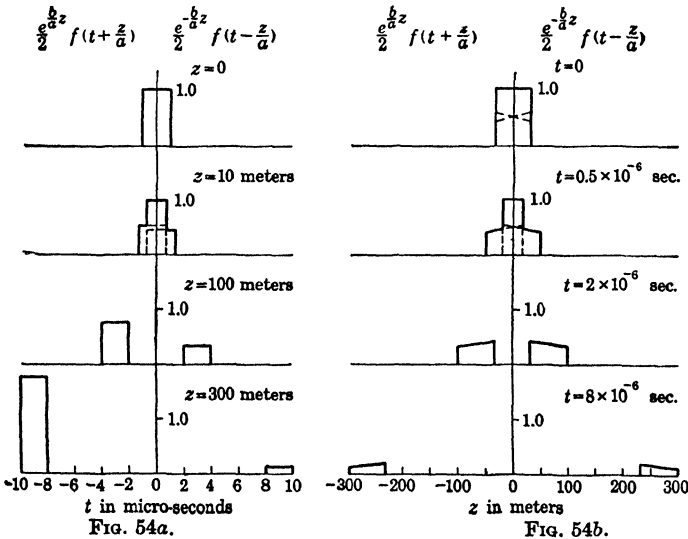 e^{b/a z}/2 f(t+z/a) e^{-b/a z}/2 f(t-z/a)
z=0
1.0
z=10 meters
1.0
z=100 meters
1.0
z=300 meters
1.0
-10 -8 -6 -4 -2 0 2 4 6 8 10
t in micro-seconds
FIG. 54a.
e^{b/a z}/2 f(t+z/a) e^{-b/a z}/2 f(t-z/a)
t=0
1.0
t=0.5×10^{-6} sec.
1.0
t=2×10^{-6} sec.
1.0
t=8×10^{-6} sec.
1.0
-300 -200 -100 0 100 200 300
z in meters
FIG. 54b.